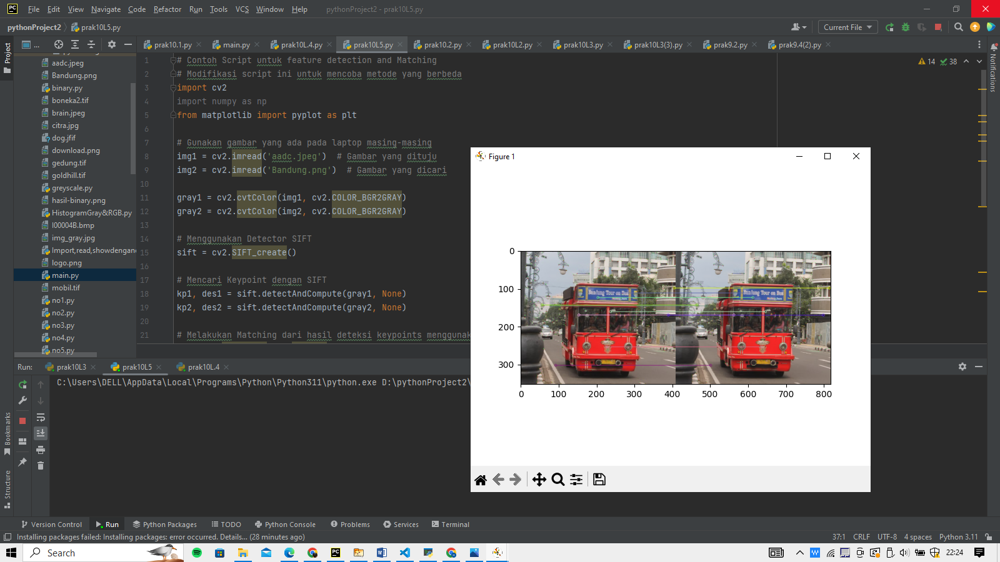 File Edit View Navigate Code Refactor Run Tools VCS Window Help pythonProject2 - prak10L5.py
pythonProject2 prak10L5.py Current File
Project ... prak10.1.py main.py prak10L.4.py prak10L5.py prak10.2.py prak10L2.py prak10L3.py prak10L3(3).py prak9.2.py prak9.4(2).py
Notifications
14 38
aadc.jpeg
Bandung.png
binary.py
boneka2.tif
brain.jpeg
citra.jpg
dog.jfif
download.png
gedung.tif
goldhill.tif
greyscale.py
hasil-binary.png
HistogramGray&RGB.py
I00004B.bmp
img_gray.jpg
Import,read,showdengan
logo.png
main.py
mobil.tif
no1.py
no2.py
no3.py
no4.py
no5.py
1 # Contoh Script untuk feature detection and Matching
2 # Modifikasi script ini untuk mencoba metode yang berbeda
3 import cv2
4 import numpy as np
5 from matplotlib import pyplot as plt
6
7 # Gunakan gambar yang ada pada laptop masing-masing
8 img1 = cv2.imread('aadc.jpeg')  # Gambar yang dituju
9 img2 = cv2.imread('Bandung.png')  # Gambar yang dicari
10
11 gray1 = cv2.cvtColor(img1, cv2.COLOR_BGR2GRAY)
12 gray2 = cv2.cvtColor(img2, cv2.COLOR_BGR2GRAY)
13
14 # Menggunakan Detector SIFT
15 sift = cv2.SIFT_create()
16
17 # Mencari Keypoint dengan SIFT
18 kp1, des1 = sift.detectAndCompute(gray1, None)
19 kp2, des2 = sift.detectAndCompute(gray2, None)
20
21 # Melakukan Matching dari hasil deteksi keypoints menggunak
Figure 1
0
100
200
300
0 100 200 300 400 500 600 700 800
Bandung Tour on Bus
Bandung Tour on Bus
Run: prak10L3 prak10L5 prak10L.4
C:\Users\DELL\AppData\Local\Programs\Python\Python311\python.exe D:\pythonProject2\
Bookmarks
Structure
Version Control Run Python Packages TODO Python Console Problems Services Terminal
Installing packages failed: Installing packages: error occurred. Details... (28 minutes ago) 37:1 CRLF UTF-8 4 spaces Python 3.11
Search 22:24